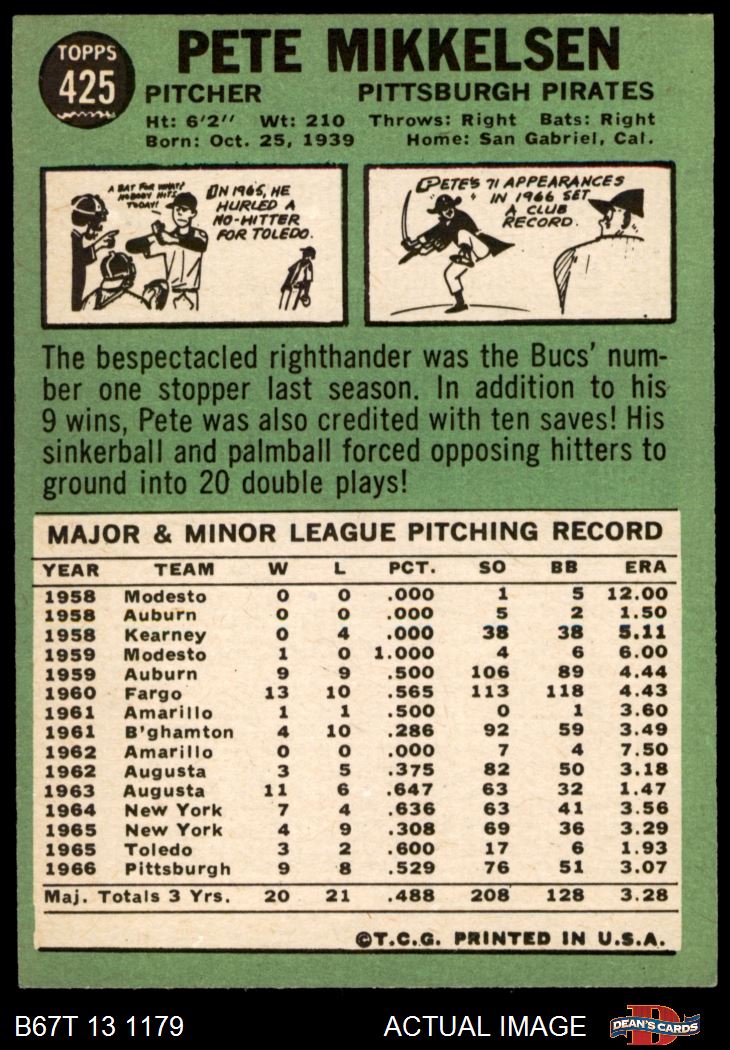 TOPPS
425
PETE MIKKELSEN
PITCHER PITTSBURGH PIRATES
Ht: 6'2" Wt: 210 Throws: Right Bats: Right
Born: Oct. 25, 1939 Home: San Gabriel, Cal.
A BAT FOR WHAT?
NOBODY HITS
TODAY!
ON 1965, HE
HURLED A
NO-HITTER
FOR TOLEDO.
PETE'S 71 APPEARANCES
IN 1966 SET
A CLUB
RECORD.
The bespectacled righthander was the Bucs' num-
ber one stopper last season. In addition to his
9 wins, Pete was also credited with ten saves! His
sinkerball and palmball forced opposing hitters to
ground into 20 double plays!
MAJOR & MINOR LEAGUE PITCHING RECORD
YEAR TEAM W L PCT. SO BB ERA
1958 Modesto 0 0 .000 1 5 12.00
1958 Auburn 0 0 .000 5 2 1.50
1958 Kearney 0 4 .000 38 38 5.11
1959 Modesto 1 0 1.000 4 6 6.00
1959 Auburn 9 9 .500 106 89 4.44
1960 Fargo 13 10 .565 113 118 4.43
1961 Amarillo 1 1 .500 0 1 3.60
1961 B'ghamton 4 10 .286 92 59 3.49
1962 Amarillo 0 0 .000 7 4 7.50
1962 Augusta 3 5 .375 82 50 3.18
1963 Augusta 11 6 .647 63 32 1.47
1964 New York 7 4 .636 63 41 3.56
1965 New York 4 9 .308 69 36 3.29
1965 Toledo 3 2 .600 17 6 1.93
1966 Pittsburgh 9 8 .529 76 51 3.07
Maj. Totals 3 Yrs. 20 21 .488 208 128 3.28
©T.C.G. PRINTED IN U.S.A.
B67T 13 1179 ACTUAL IMAGE
D
DEAN'S CARDS